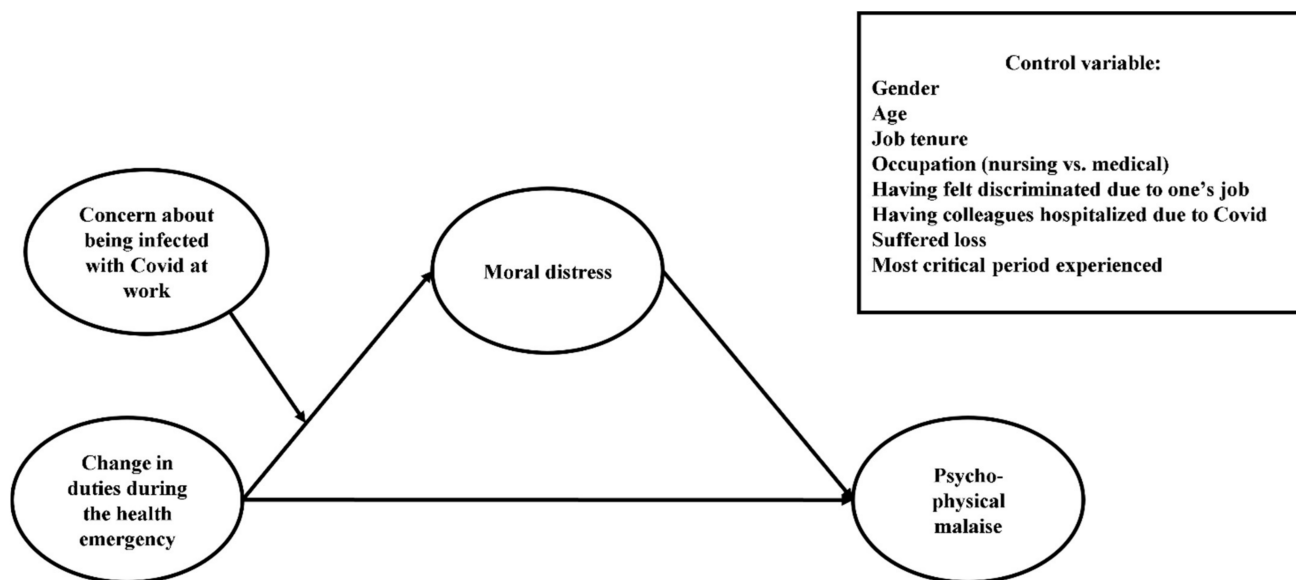 Control variable:
Gender
Age
Job tenure
Occupation (nursing vs. medical)
Having felt discriminated due to one's job
Having colleagues hospitalized due to Covid
Suffered loss
Most critical period experienced
Concern about
being infected
with Covid at
work
Moral distress
Change in
duties during
the health
emergency
Psycho-
physical
malaise